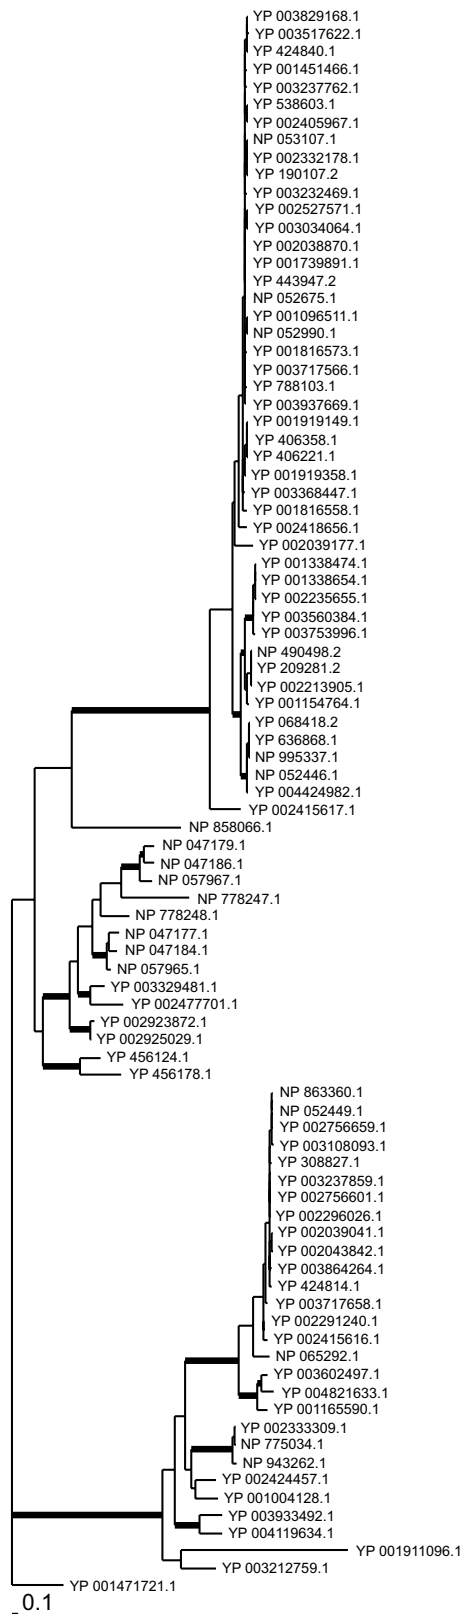 YP 003829168.1
YP 003517622.1
YP 424840.1
YP 001451466.1
YP 003237762.1
YP 538603.1
YP 002405967.1
NP 053107.1
YP 002332178.1
YP 190107.2
YP 003232469.1
YP 002527571.1
YP 003034064.1
YP 002038870.1
YP 001739891.1
YP 443947.2
NP 052675.1
YP 001096511.1
NP 052990.1
YP 001816573.1
YP 003717566.1
YP 788103.1
YP 003937669.1
YP 001919149.1
YP 406358.1
YP 406221.1
YP 001919358.1
YP 003368447.1
YP 001816558.1
YP 002418656.1
YP 002039177.1
YP 001338474.1
YP 001338654.1
YP 002235655.1
YP 003560384.1
YP 003753996.1
NP 490498.2
YP 209281.2
YP 002213905.1
YP 001154764.1
YP 068418.2
YP 636868.1
NP 995337.1
NP 052446.1
YP 004424982.1
YP 002415617.1
NP 858066.1
NP 047179.1
NP 047186.1
NP 057967.1
NP 778247.1
NP 778248.1
NP 047177.1
NP 047184.1
NP 057965.1
YP 003329481.1
YP 002477701.1
YP 002923872.1
YP 002925029.1
YP 456124.1
YP 456178.1
NP 863360.1
NP 052449.1
YP 002756659.1
YP 003108093.1
YP 308827.1
YP 003237859.1
YP 002756601.1
YP 002296026.1
YP 002039041.1
YP 002043842.1
YP 003864264.1
YP 424814.1
YP 003717658.1
YP 002291240.1
YP 002415616.1
NP 065292.1
YP 003602497.1
YP 004821633.1
YP 001165590.1
YP 002333309.1
NP 775034.1
NP 943262.1
YP 002424457.1
YP 001004128.1
YP 003933492.1
YP 004119634.1
YP 001911096.1
YP 003212759.1
YP 001471721.1
0.1